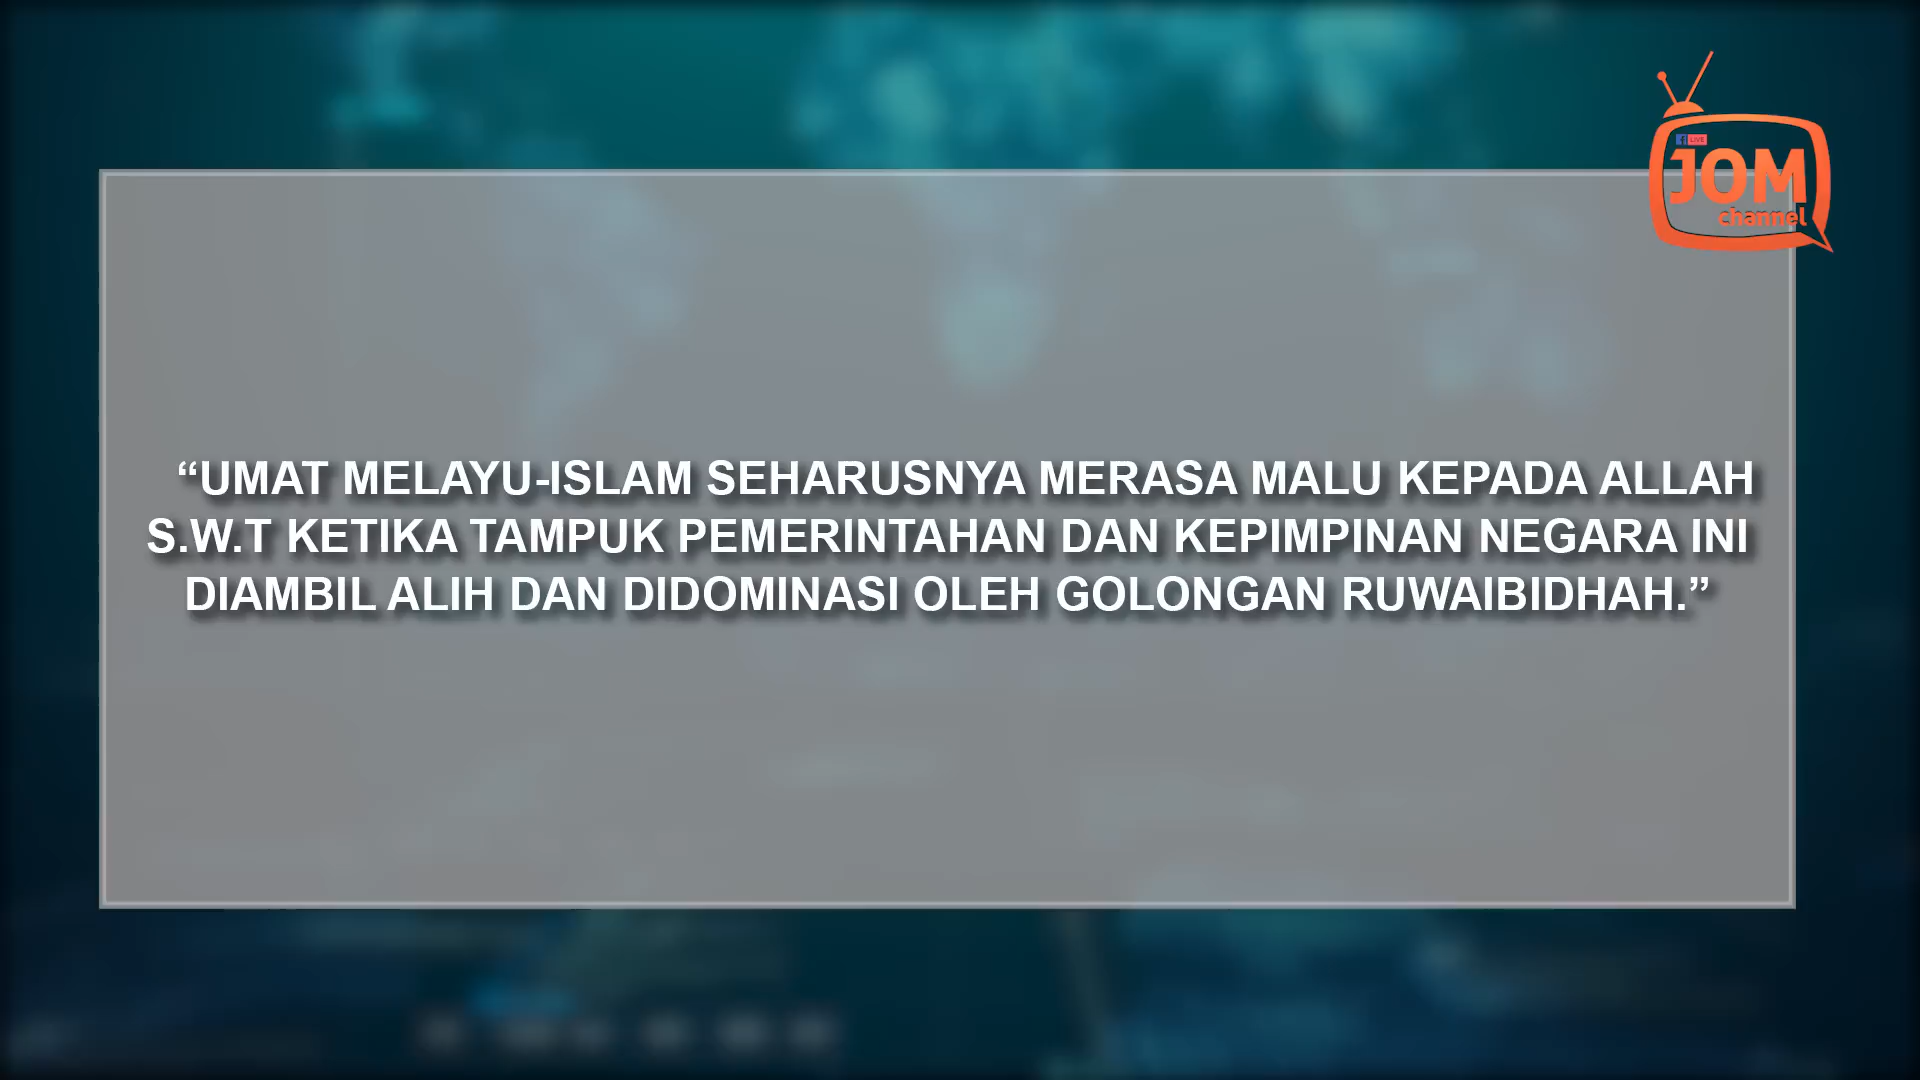 LIVE
JOM
channel
“UMAT MELAYU-ISLAM SEHARUSNYA MERASA MALU KEPADA ALLAH
S.W.T KETIKA TAMPUK PEMERINTAHAN DAN KEPIMPINAN NEGARA INI
DIAMBIL ALIH DAN DIDOMINASI OLEH GOLONGAN RUWAIBIDHAH.”